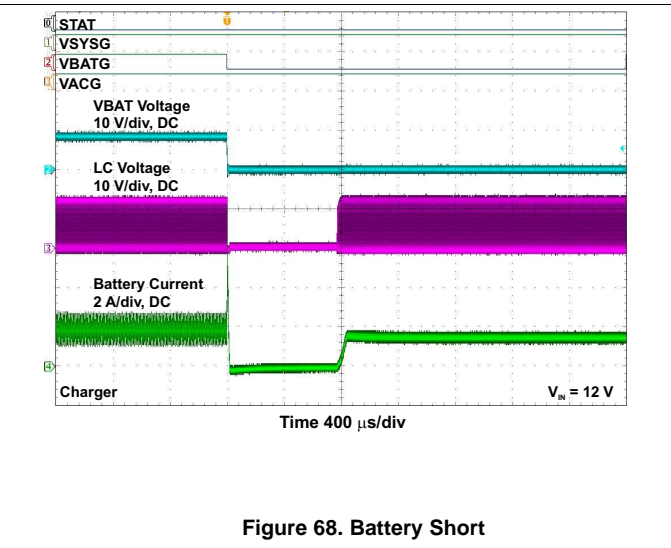 STAT
VSYSG
VBATG
VACG
VBAT Voltage
10 V/div, DC
LC Voltage
10 V/div, DC
Battery Current
2 A/div, DC
Charger
V_IN = 12 V
Time 400 µs/div
Figure 68. Battery Short